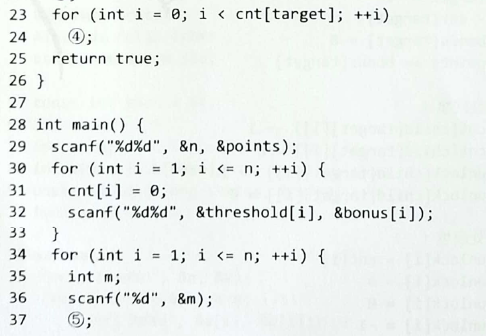 23 for (int i = 0; i < cnt[target]; ++i)
24 ④;
25 return true;
26 }
27
28 int main() {
29 scanf("%d%d", &n, &points);
30 for (int i = 1; i <= n; ++i) {
31 cnt[i] = 0;
32 scanf("%d%d", &threshold[i], &bonus[i]);
33 }
34 for (int i = 1; i <= n; ++i) {
35 int m;
36 scanf("%d", &m);
37 ⑤;